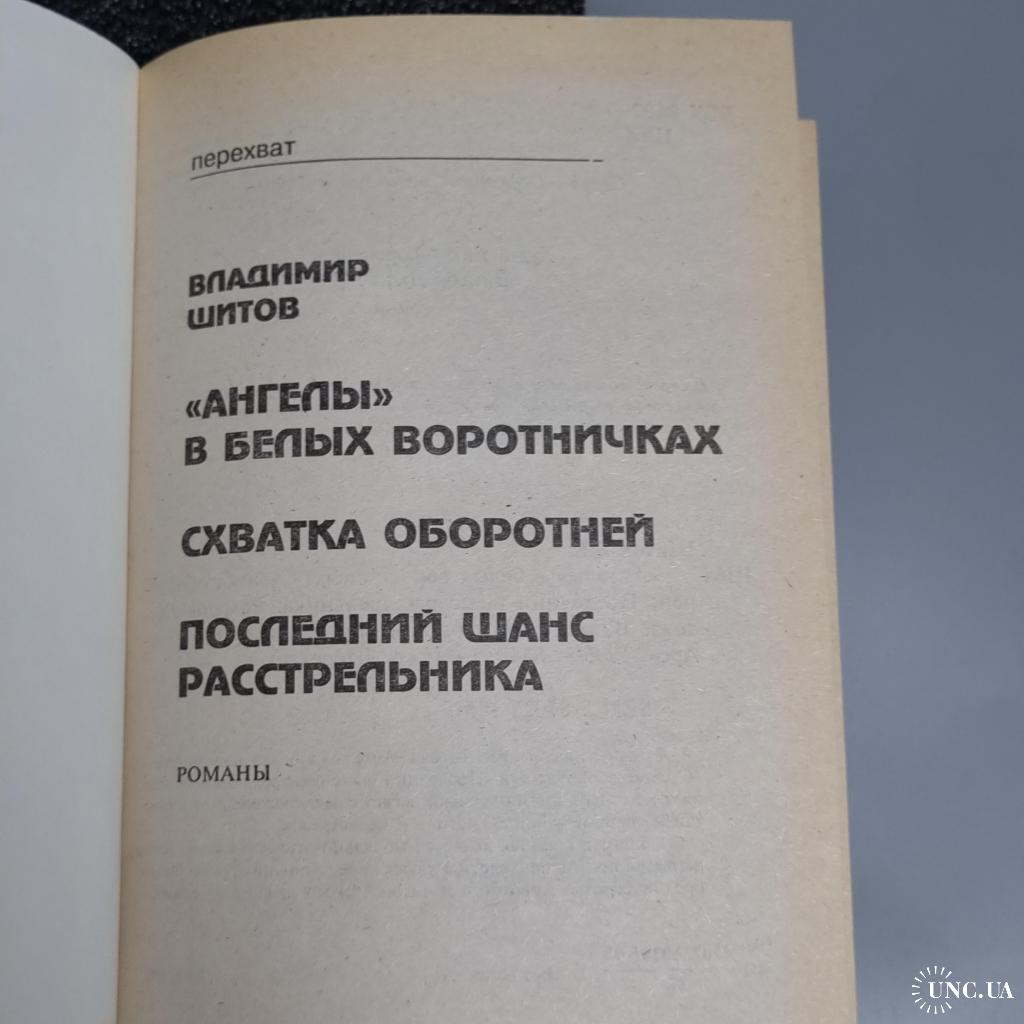 перехват
ВЛАДИМИР
ШИТОВ
«АНГЕЛЫ»
В БЕЛЫХ ВОРОТНИЧКАХ
СХВАТКА ОБОРОТНЕЙ
ПОСЛЕДНИЙ ШАНС
РАССТРЕЛЬНИКА
РОМАНЫ
UNC.UA